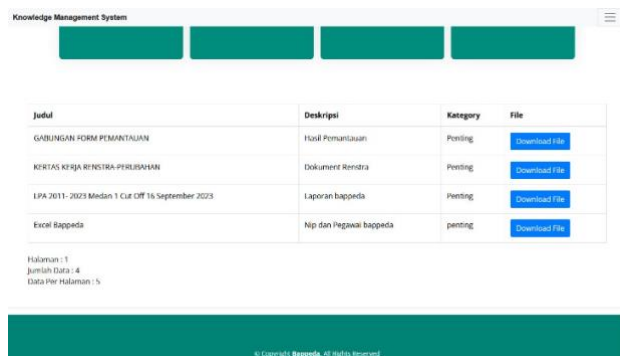 Knowledge Management System
Judul Deskripsi Kategory File
GABUNGAN FORM PEMANTAUAN Hasil Pemantauan Penting Download File
KERTAS KERJA RENSTRA-PERUBAHAN Dokument Renstra Penting Download File
LPA 2011- 2023 Medan 1 Cut Off 16 September 2023 Laporan bappeda Penting Download File
Excel Bappeda Nip dan Pegawai bappeda penting Download File
Halaman : 1
Jumlah Data : 4
Data Per Halaman : 5
© Copyright Bappeda. All Rights Reserved